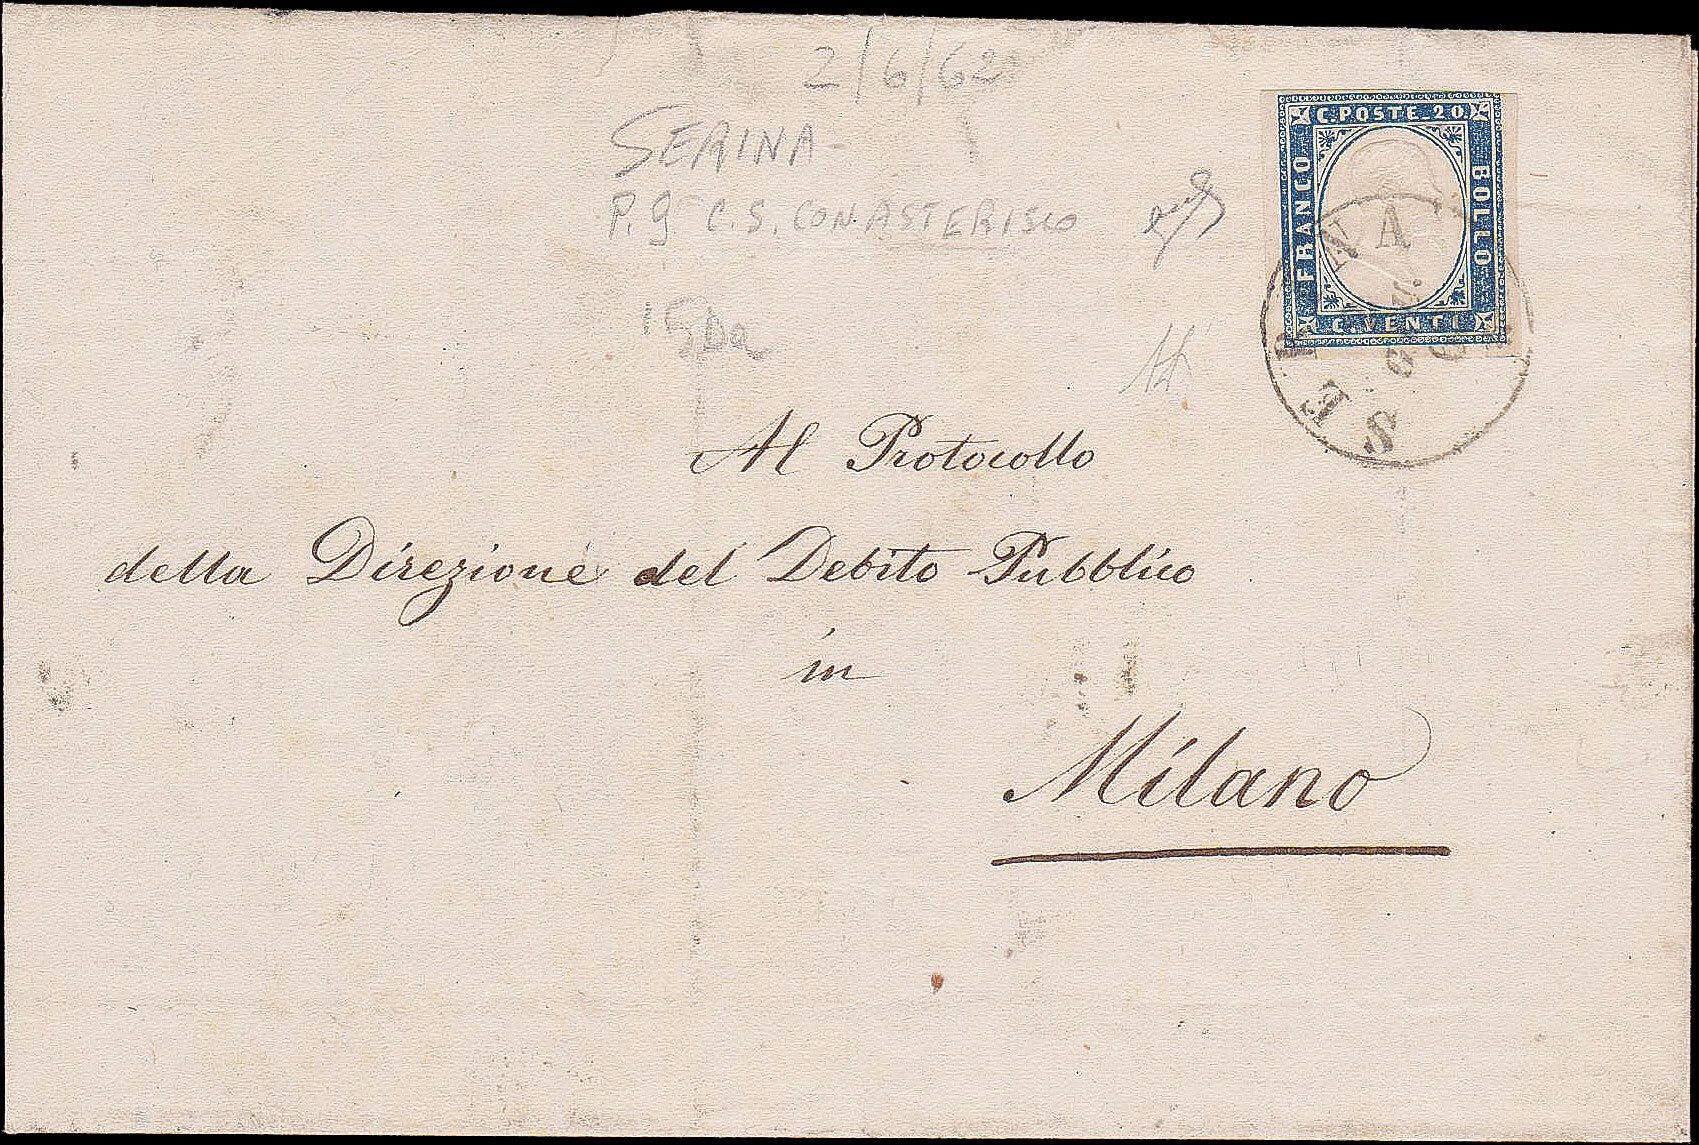 2/6/62
SERINA
P. 9 C.S. CON ASTERISCO
15Da
C. POSTE 20
FRANCO
BOLLO
C. VENTI
SERINA
Al Protocollo
della Direzione del Debito Pubblico
in
Milano